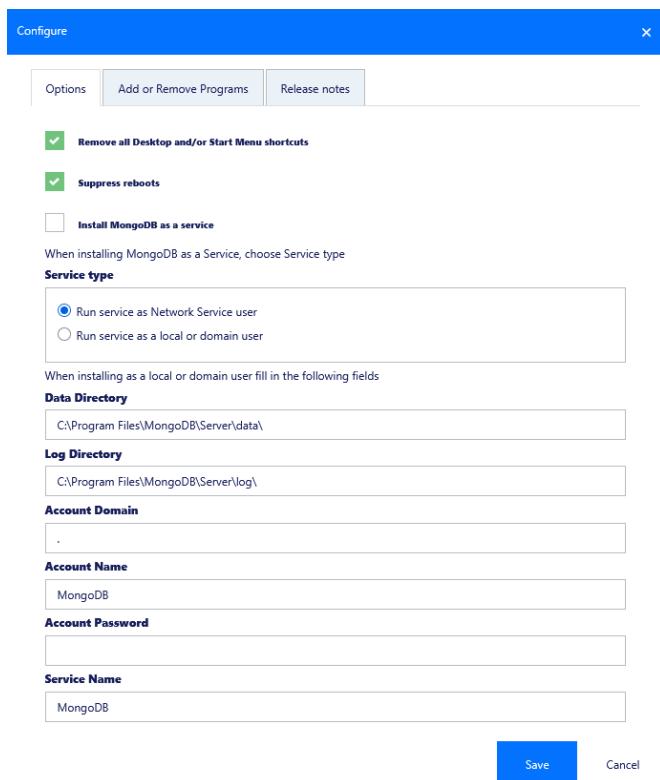 Configure
×
Options
Add or Remove Programs
Release notes
Remove all Desktop and/or Start Menu shortcuts
Suppress reboots
Install MongoDB as a service
When installing MongoDB as a Service, choose Service type
Service type
Run service as Network Service user
Run service as a local or domain user
When installing as a local or domain user fill in the following fields
Data Directory
C:\Program Files\MongoDB\Server\data\
Log Directory
C:\Program Files\MongoDB\Server\log\
Account Domain
.
Account Name
MongoDB
Account Password
Service Name
MongoDB
Save
Cancel